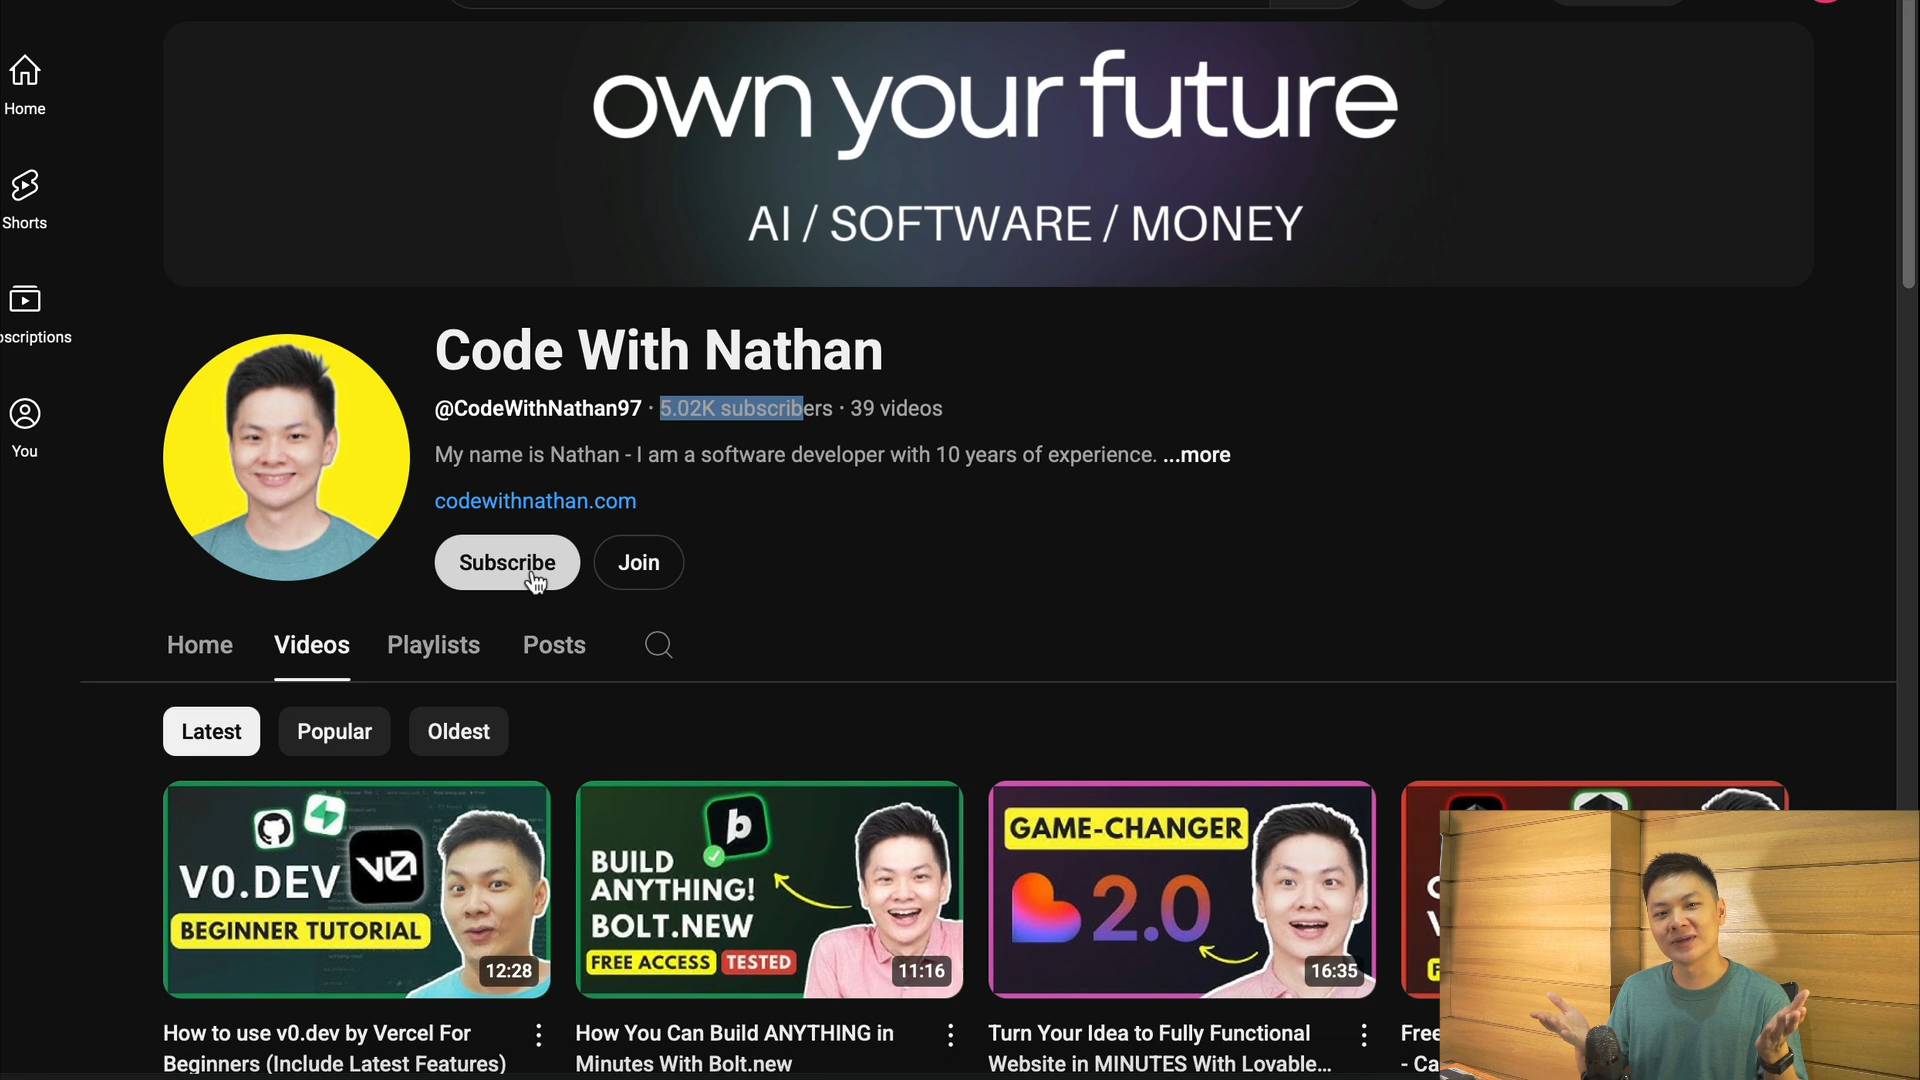 own your future
AI / SOFTWARE / MONEY
Home
Shorts
bscriptions
You
Code With Nathan
@CodeWithNathan97 · 5.02K subscribers · 39 videos
My name is Nathan - I am a software developer with 10 years of experience. ...more
codewithnathan.com
Subscribe
Join
Home
Videos
Playlists
Posts
Latest
Popular
Oldest
V0.DEV
v0
BEGINNER TUTORIAL
12:28
b
BUILD
ANYTHING!
BOLT.NEW
FREE ACCESS
TESTED
11:16
GAME-CHANGER
2.0
16:35
How to use v0.dev by Vercel For
Beginners (Include Latest Features)
How You Can Build ANYTHING in
Minutes With Bolt.new
Turn Your Idea to Fully Functional
Website in MINUTES With Lovable...
Free
- Ca